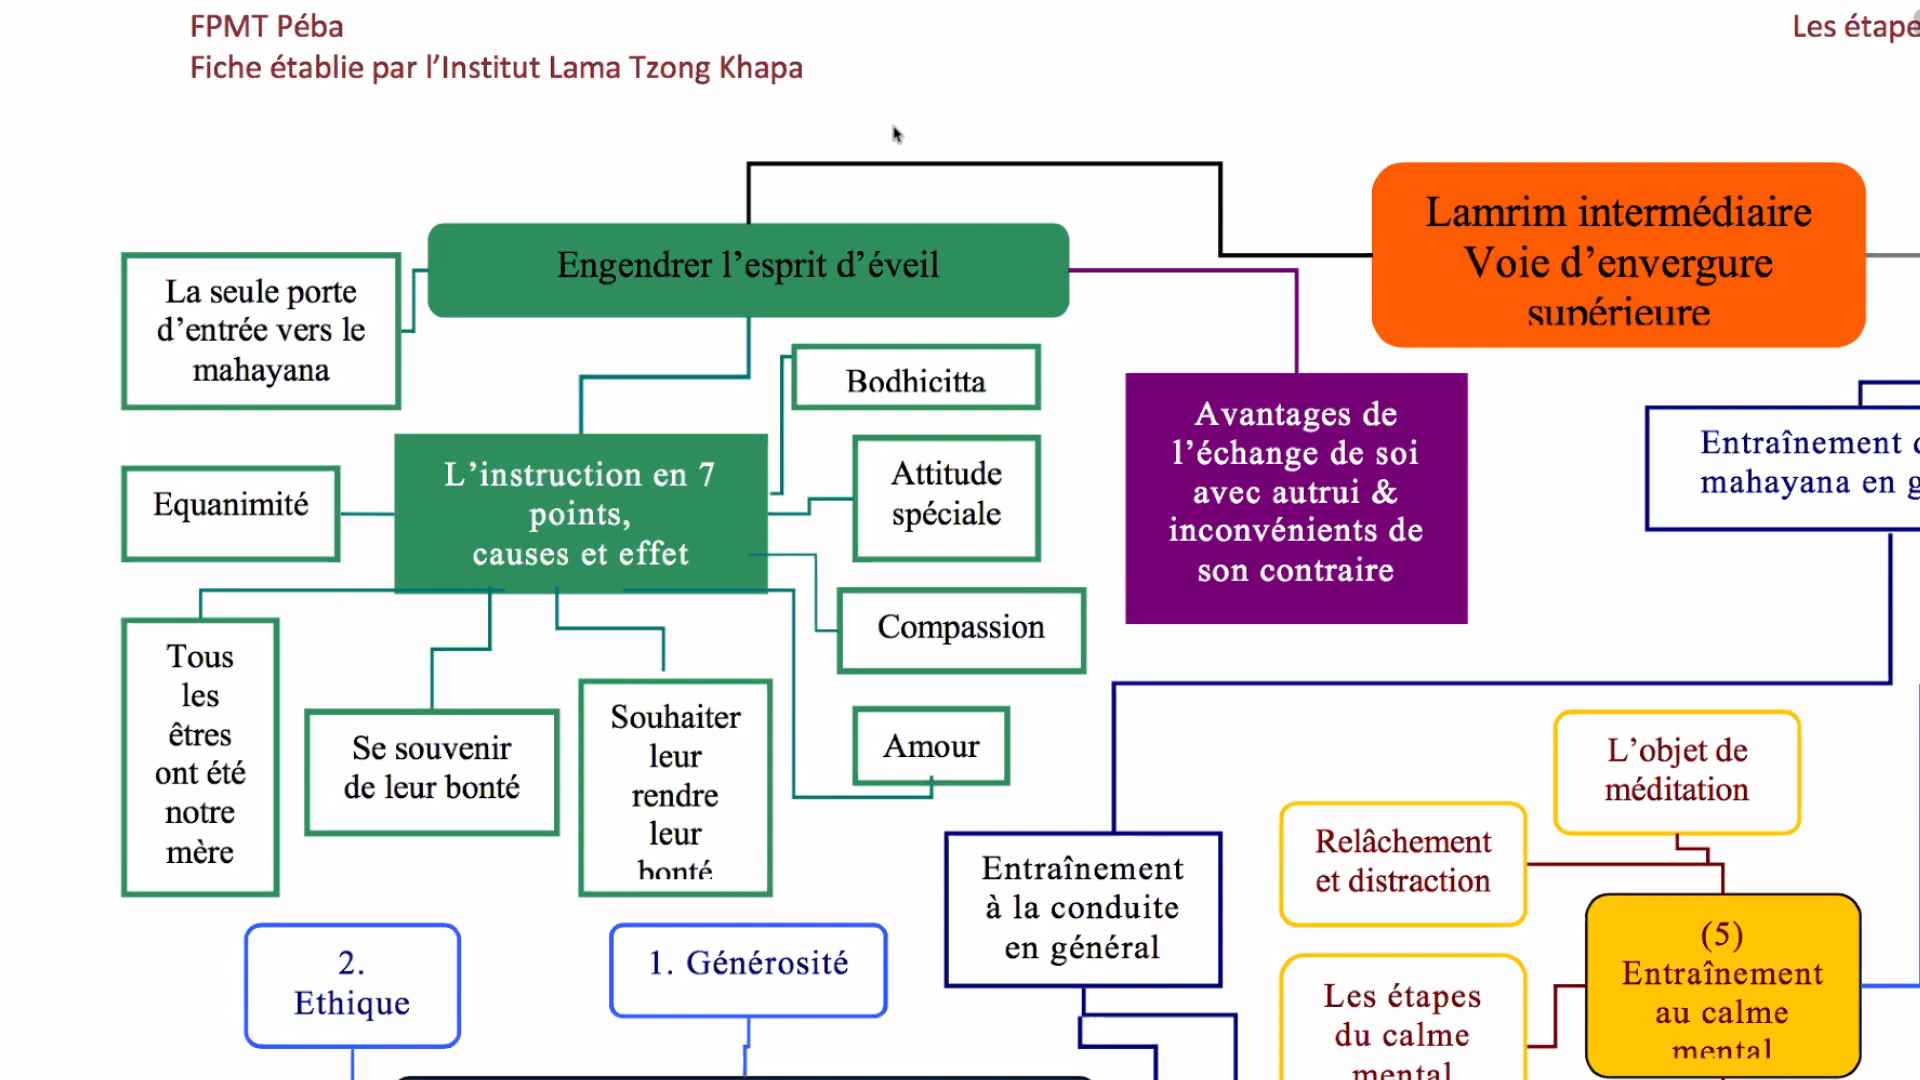 FPMT Péba
Les étape
Fiche établie par l’Institut Lama Tzong Khapa
Lamrim intermédiaire
Voie d’envergure
supérieure
Engendrer l’esprit d’éveil
La seule porte
d’entrée vers le
mahayana
Bodhicitta
Avantages de
l’échange de soi
avec autrui &
inconvénients de
son contraire
Entraînement
mahayana en g
L’instruction en 7
points,
causes et effet
Attitude
spéciale
Equanimité
Compassion
Tous
les
êtres
ont été
notre
mère
Se souvenir
de leur bonté
Souhaiter
leur
rendre
leur
bonté
Amour
L’objet de
méditation
Relâchement
et distraction
Entraînement
à la conduite
en général
(5)
Entraînement
au calme
mental
2.
Ethique
1. Générosité
Les étapes
du calme
mental